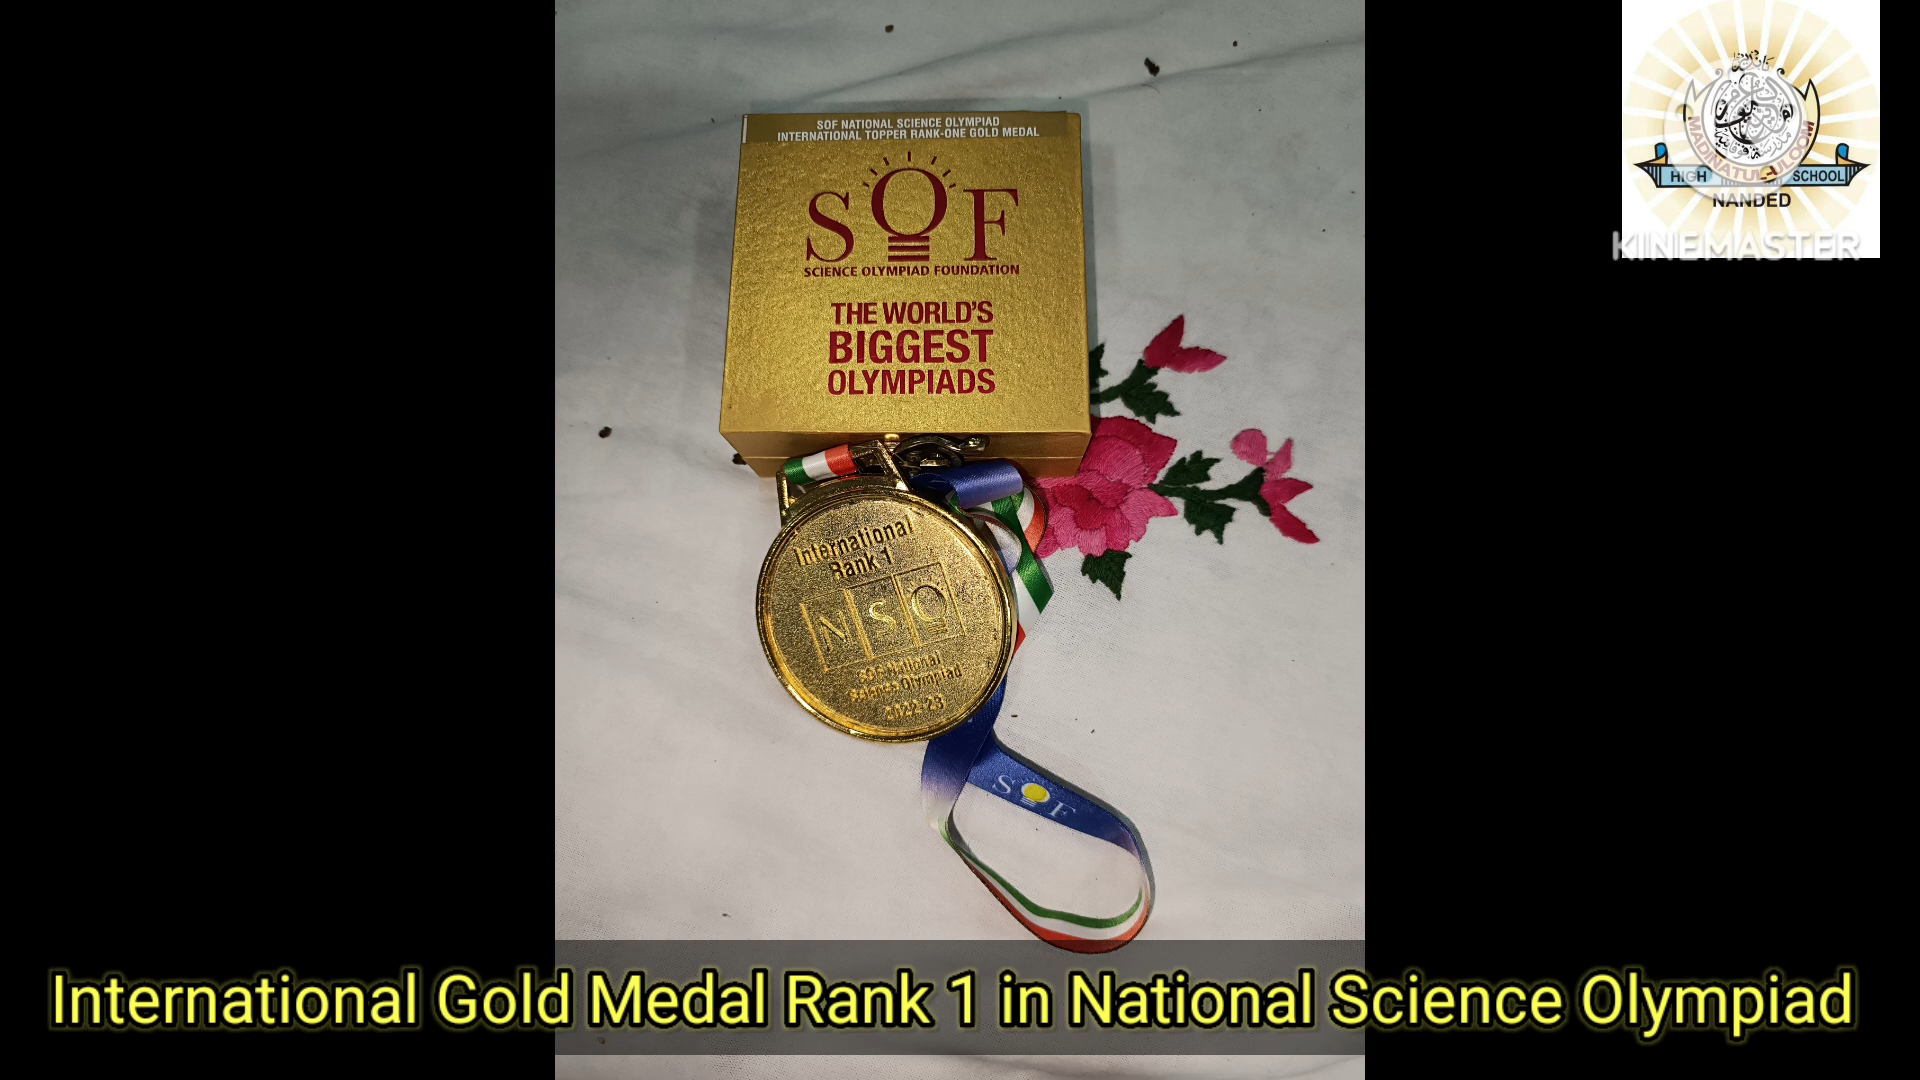 SOF NATIONAL SCIENCE OLYMPIAD
INTERNATIONAL TOPPER RANK-ONE GOLD MEDAL
SOF
SCIENCE OLYMPIAD FOUNDATION
THE WORLD'S
BIGGEST
OLYMPIADS
International
Rank 1
NSO
SOF National
Science Olympiad
2022-23
SOF
MADINATUL-ULOOM
HIGH SCHOOL
NANDED
KINEMASTER
International Gold Medal Rank 1 in National Science Olympiad